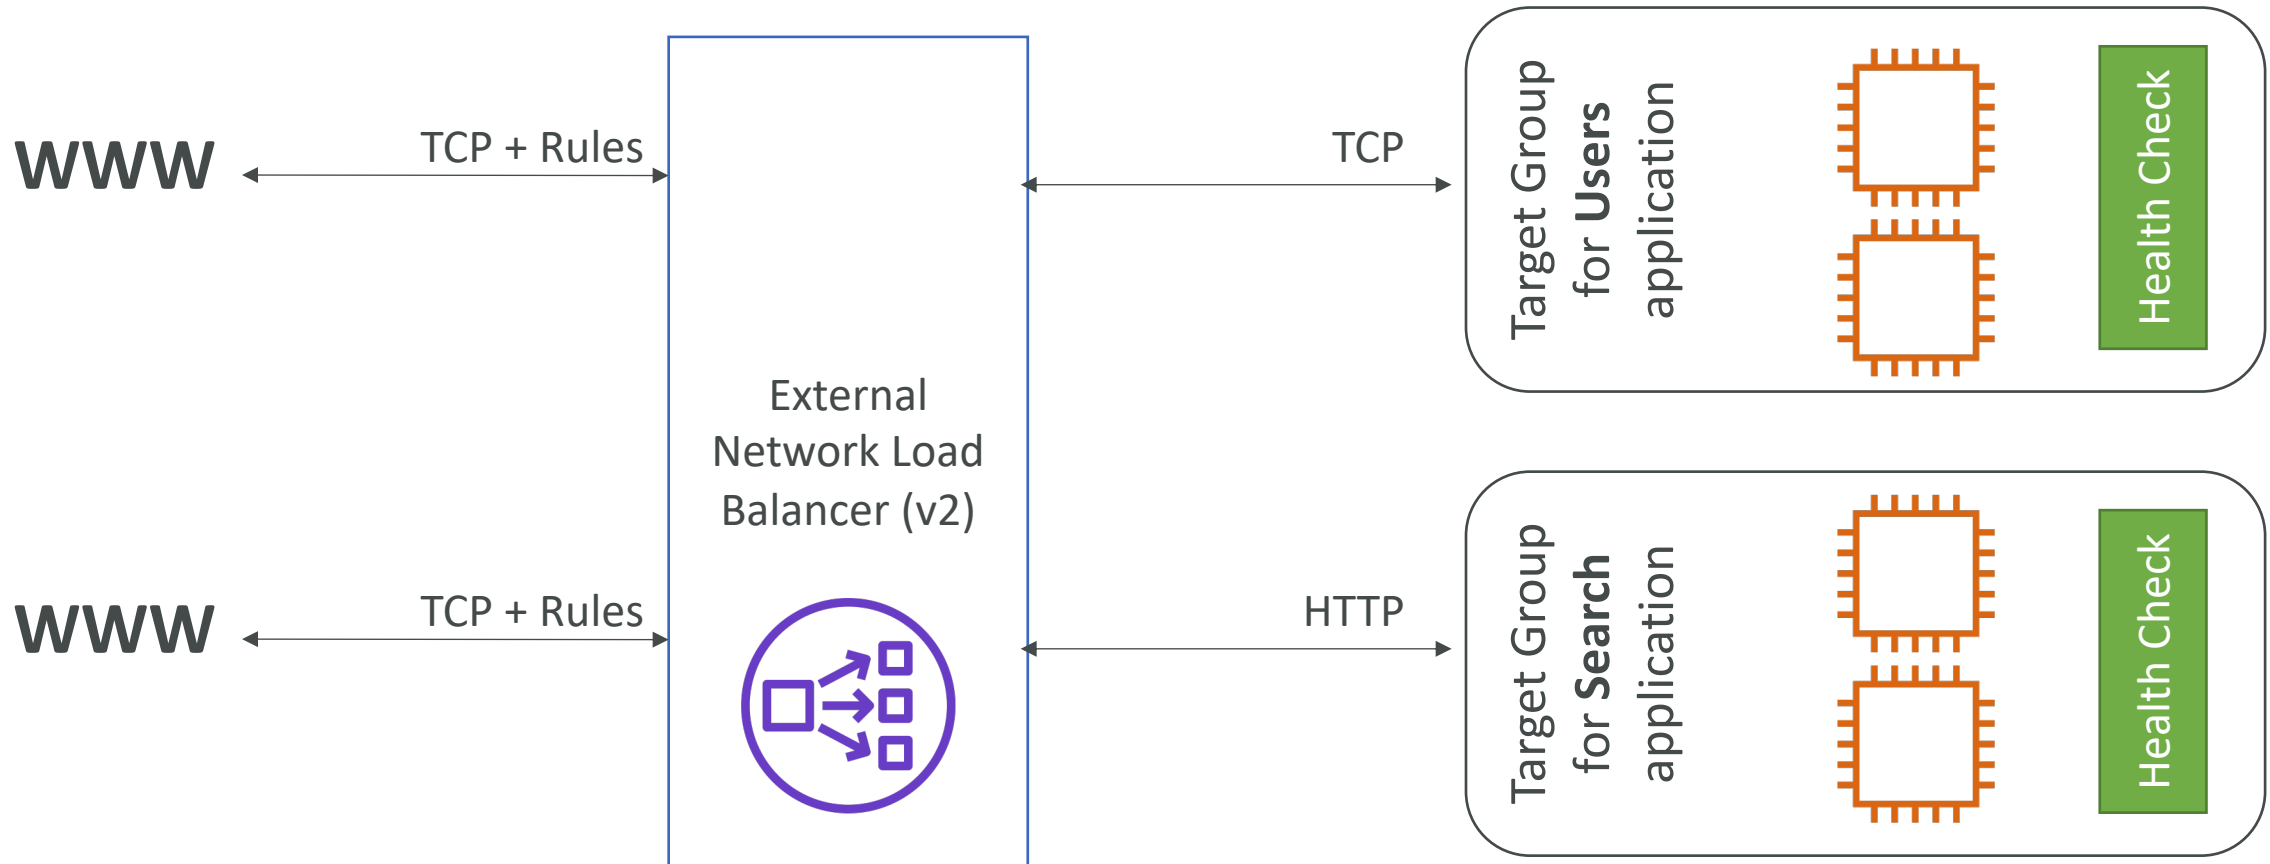 WWW
TCP + Rules
TCP
Target Group
for Users
application
Health Check
External
Network Load
Balancer (v2)
WWW
TCP + Rules
HTTP
Target Group
for Search
application
Health Check